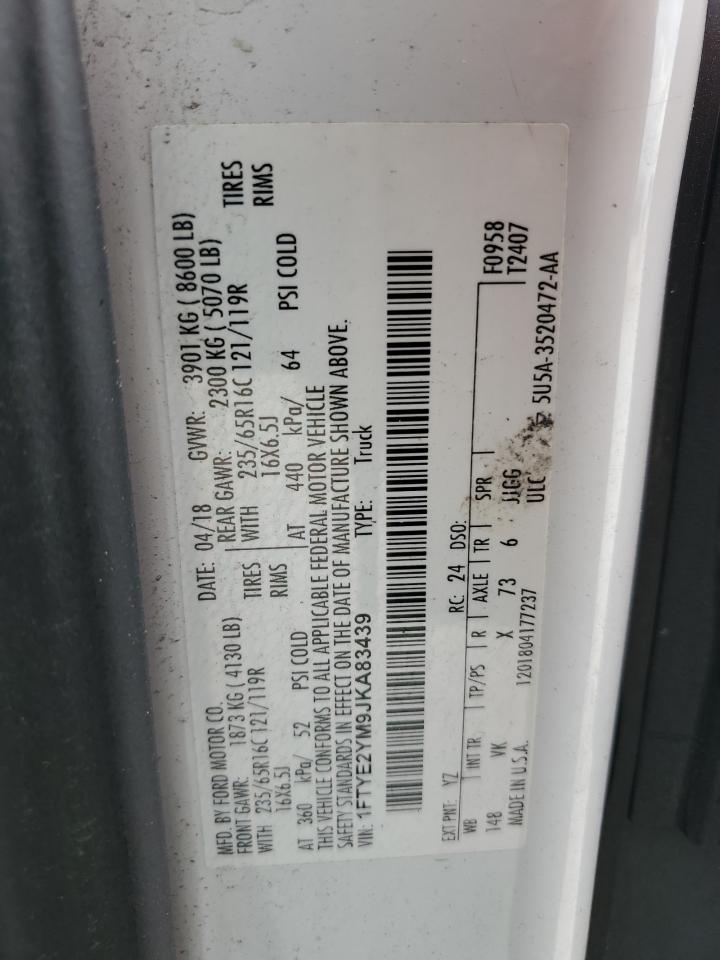 MFD. BY FORD MOTOR CO.
DATE: 04/18 GVWR: 3901 KG ( 8600 LB)
FRONT GAWR: 1873 KG ( 4130 LB) REAR GAWR: 2300 KG ( 5070 LB)
WITH 235/65R16C 121/119R TIRES WITH 235/65R16C 121/119R TIRES
16X6.5J RIMS 16X6.5J RIMS
AT 360 kPa/ 52 PSI COLD AT 440 kPa/ 64 PSI COLD
THIS VEHICLE CONFORMS TO ALL APPLICABLE FEDERAL MOTOR VEHICLE
SAFETY STANDARDS IN EFFECT ON THE DATE OF MANUFACTURE SHOWN ABOVE.
VIN: 1FTYE2YM9JKA83439 TYPE: Truck
EXT PNT: YZ RC: 24 DSO: F0958
WB INT TR TP/PS R AXLE TR SPR T2407
148 VK X 73 6 JJGG
MADE IN U.S.A. 1201804177237 ULC 5U5A-3520472-AA